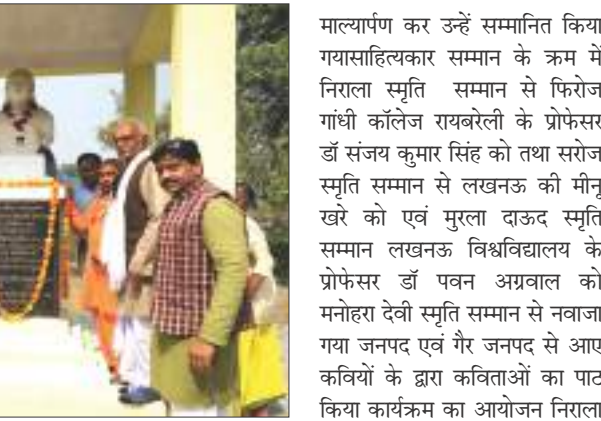 माल्यार्पण कर उन्हें सम्मानित किया
गयासाहित्यकार सम्मान के क्रम में
निराला स्मृति सम्मान से फिरोज
गांधी कॉलेज रायबरेली के प्रोफेसर
डॉ संजय कुमार सिंह को तथा सरोज
स्मृति सम्मान से लखनऊ की मीनू
खरे को एवं मुरला दाऊद स्मृति
सम्मान लखनऊ विश्वविद्यालय के
प्रोफेसर डॉ पवन अग्रवाल को
मनोहरा देवी स्मृति सम्मान से नवाजा
गया जनपद एवं गैर जनपद से आए
कवियों के द्वारा कविताओं का पाठ
किया कार्यक्रम का आयोजन निराला